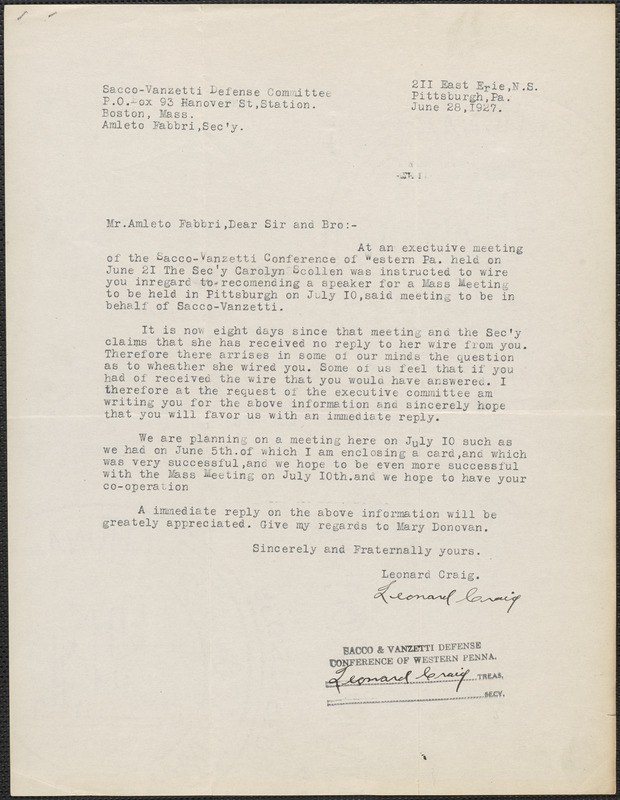 Sacco-Vanzetti Defense Committee
P.O.Box 93 Hanover St,Station.
Boston, Mass.
Amleto Fabbri,Sec'y.
2II East Erie,N.S.
Pittsburgh,Pa.
June 28,I927.
Mr.Amleto Fabbri,Dear Sir and Bro:-
At an exectuive meeting
of the Sacco-Vanzetti Conference of Western Pa. held on
June 2I The Sec'y Carolyn Scollen was instructed to wire
you inregard to recomending a speaker for a Mass Meeting
to be held in Pittsburgh on July I0,said meeting to be in
behalf of Sacco-Vanzetti.
It is now eight days since that meeting and the Sec'y
claims that she has received no reply to her wire from you.
Therefore there arrises in some of our minds the question
as to wheather she wired you. Some of us feel that if you
had of received the wire that you would have answered. I
therefore at the request of the executive committee am
writing you for the above information and sincerely hope
that you will favor us with an immediate reply.
We are planning on a meeting here on July I0 such as
we had on June 5th.of which I am enclosing a card,and which
was very successful,and we hope to be even more successful
with the Mass Meeting on July I0th.and we hope to have your
co-operation
A immediate reply on the above information will be
greately appreciated. Give my regards to Mary Donovan.
Sincerely and Fraternally yours.
Leonard Craig.
Leonard Craig
SACCO & VANZETTI DEFENSE
CONFERENCE OF WESTERN PENNA.
Leonard Craig TREAS.
SECY.